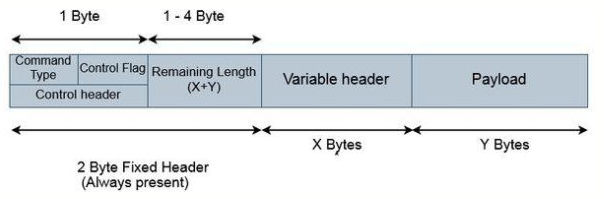 1 Byte
1 - 4 Byte
Command
Type
Control Flag
Control header
Remaining Length
(X+Y)
Variable header
Payload
2 Byte Fixed Header
(Always present)
X Bytes
Y Bytes